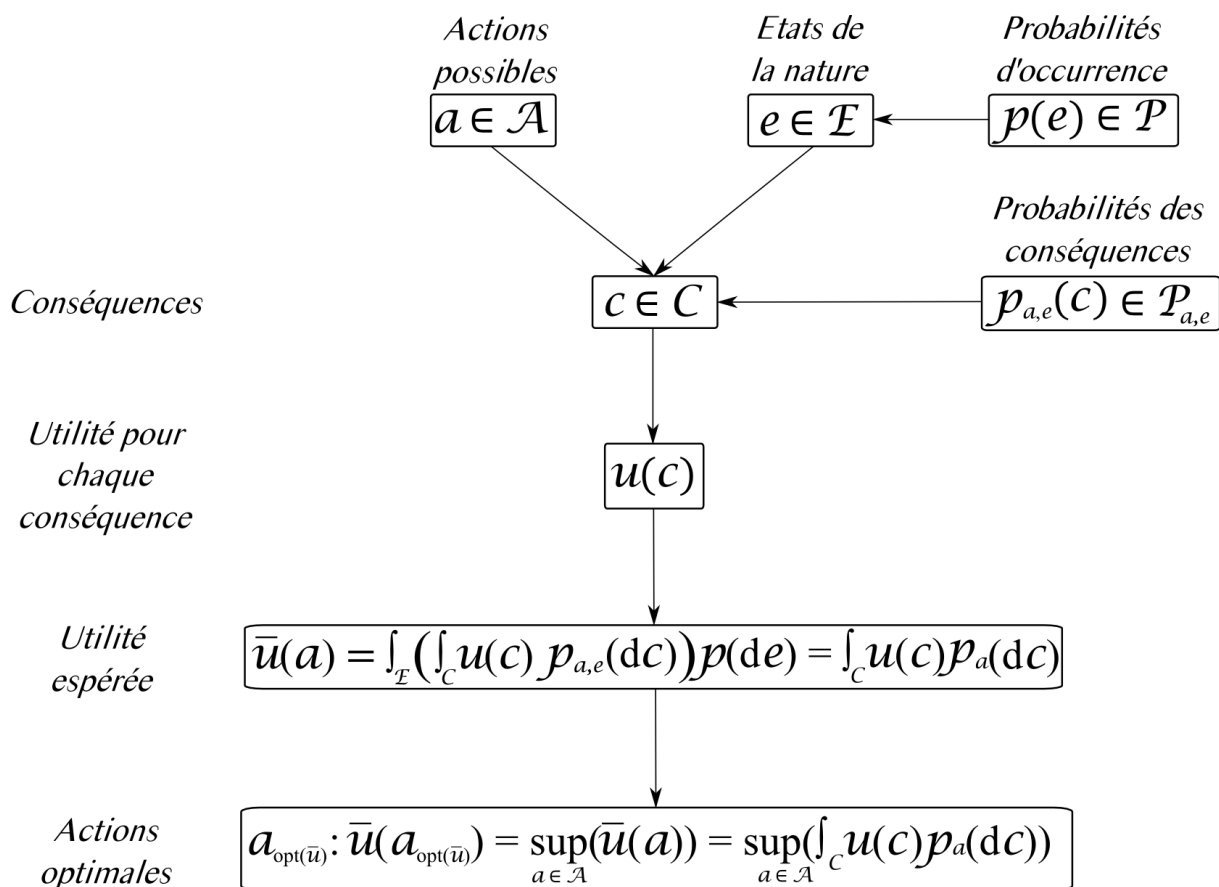 Actions
possibles
a ∈ 𝒜
Etats de
la nature
e ∈ ℰ
Probabilités
d'occurrence
p(e) ∈ 𝒫
Probabilités des
conséquences
p_{a,e}(c) ∈ 𝒫_{a,e}
Conséquences
c ∈ C
Utilité pour
chaque
conséquence
u(c)
Utilité
espérée
u̅(a) = ∫_ℰ(∫_C u(c) p_{a,e}(dc))p(de) = ∫_C u(c)p_a(dc)
Actions
optimales
a_{opt(u̅)}: u̅(a_{opt(u̅)}) = sup_{a ∈ 𝒜}(u̅(a)) = sup_{a ∈ 𝒜}(∫_C u(c)p_a(dc))